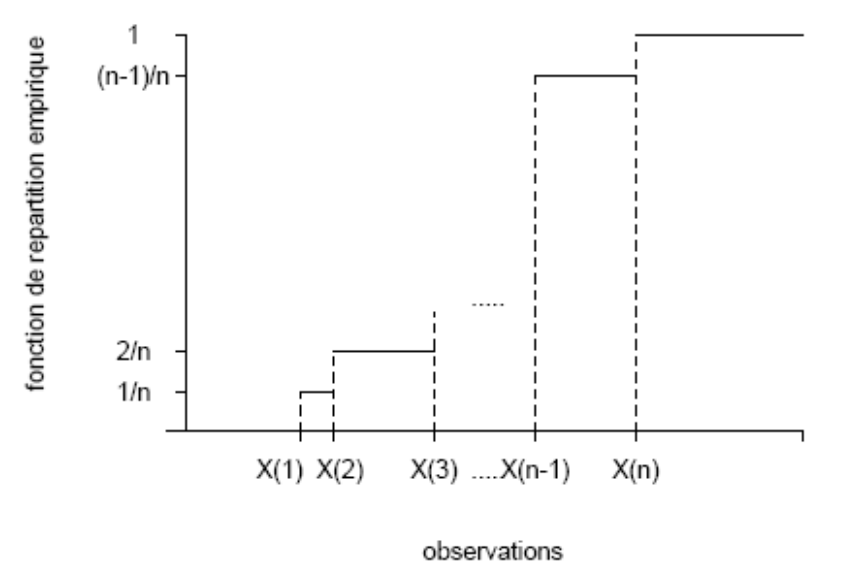 fonction de repartition empirique
1
(n-1)/n
2/n
1/n
.....
X(1) X(2) X(3) .....X(n-1) X(n)
observations